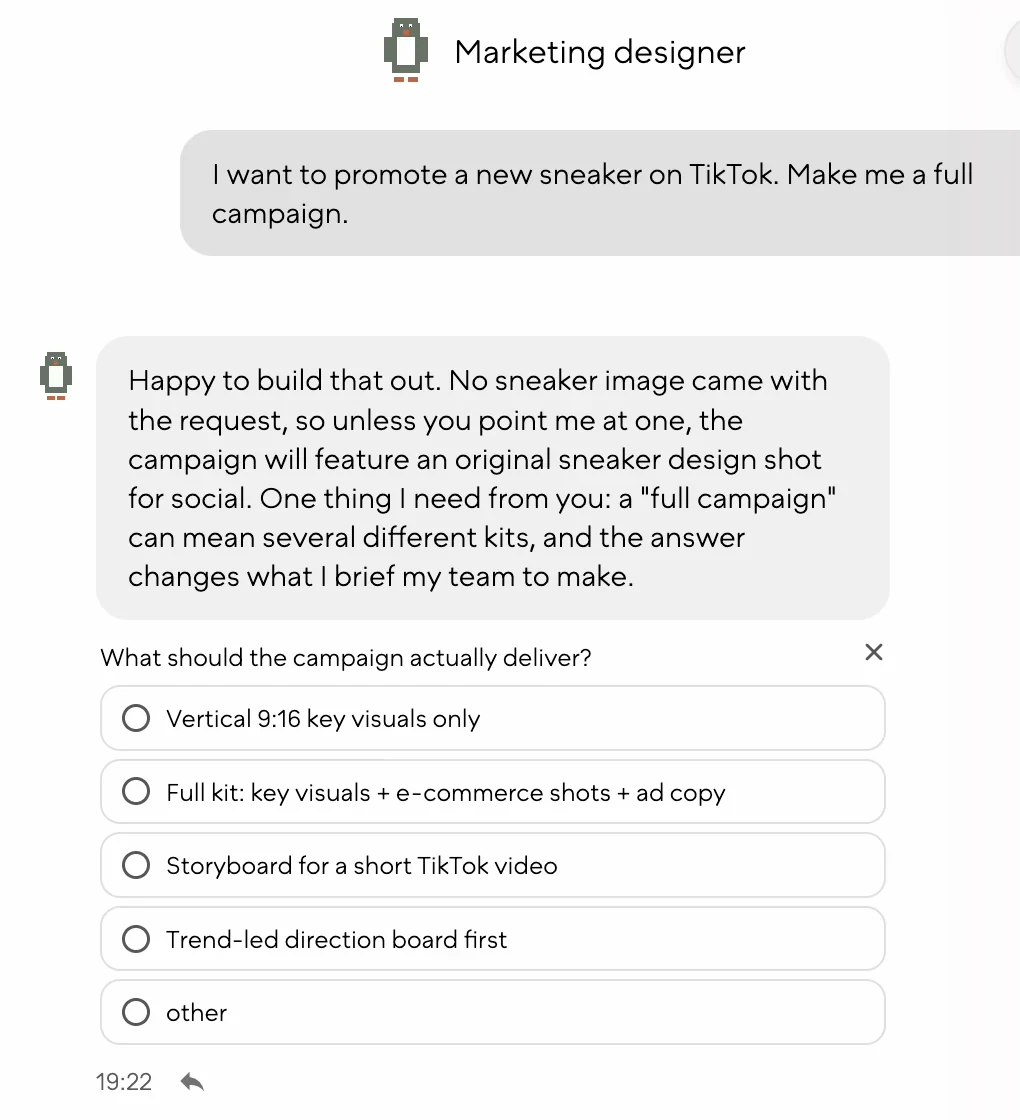 Marketing designer
I want to promote a new sneaker on TikTok. Make me a full
campaign.
Happy to build that out. No sneaker image came with
the request, so unless you point me at one, the
campaign will feature an original sneaker design shot
for social. One thing I need from you: a "full campaign"
can mean several different kits, and the answer
changes what I brief my team to make.
What should the campaign actually deliver?
Vertical 9:16 key visuals only
Full kit: key visuals + e-commerce shots + ad copy
Storyboard for a short TikTok video
Trend-led direction board first
other
19:22